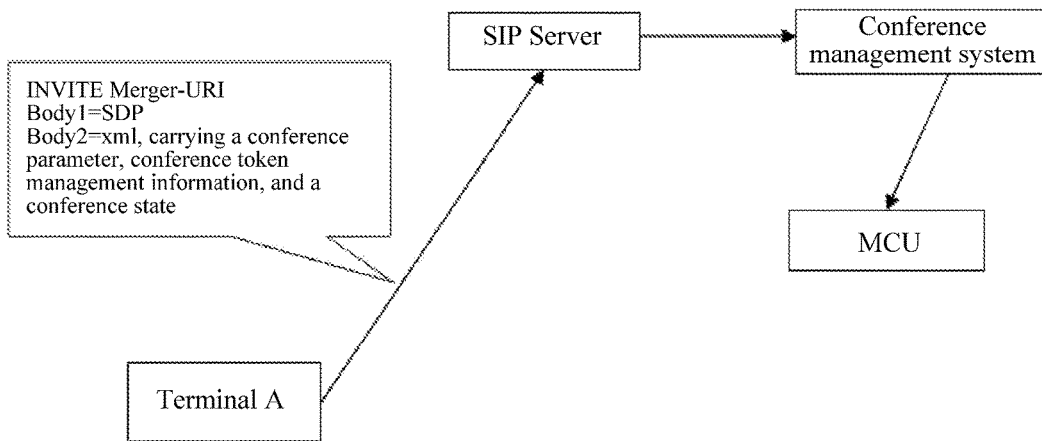 SIP Server
Conference
management system
INVITE Merger-URI
Body1=SDP
Body2=xml, carrying a conference
parameter, conference token
management information, and a
conference state
MCU
Terminal A